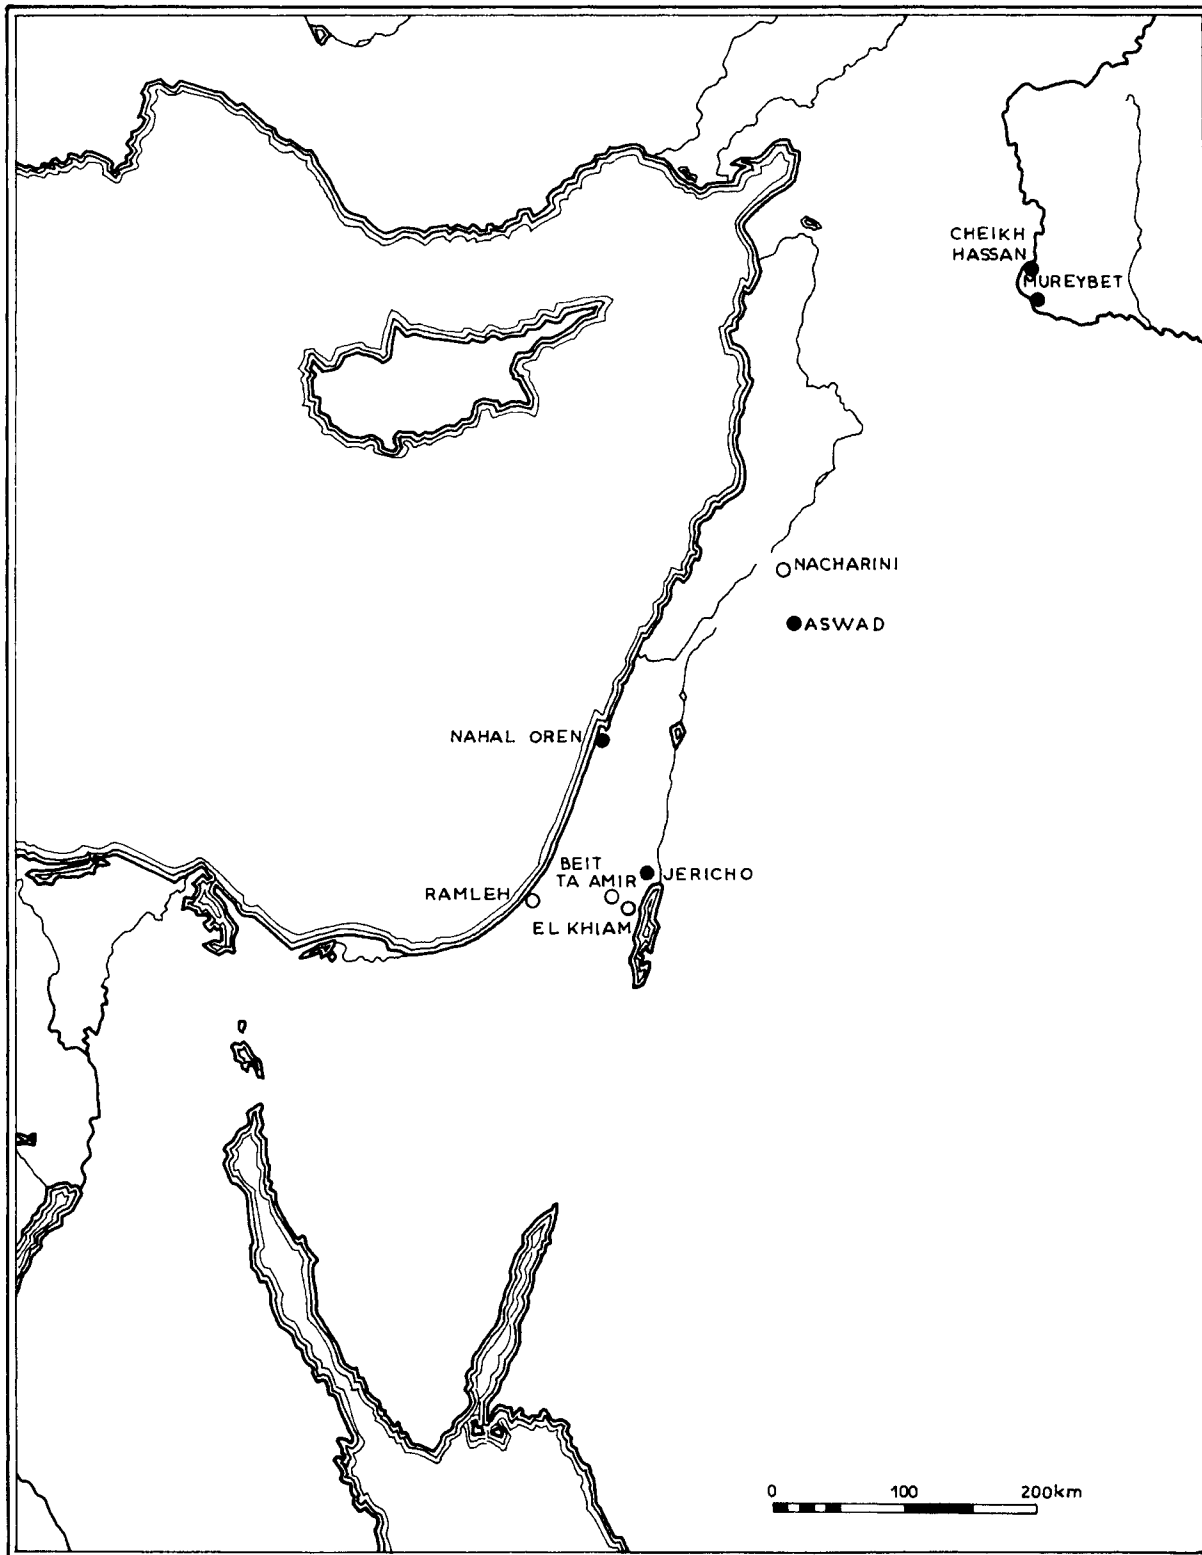 CHEIKH
HASSAN
MUREYBET
NACHARINI
ASWAD
NAHAL OREN
BEIT
TA AMIR
JERICHO
RAMLEH
EL KHIAM
0 100 200km